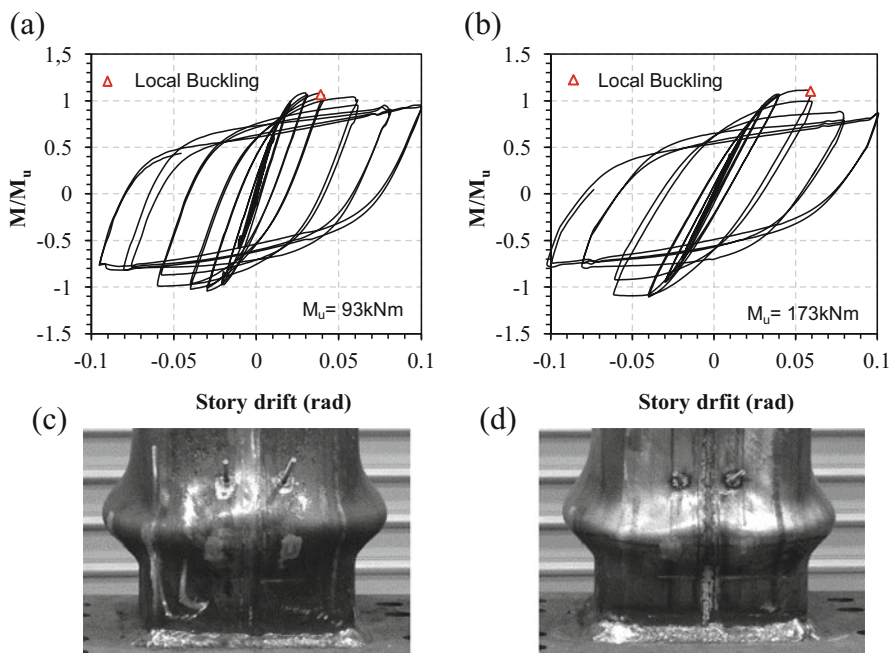 (a)
1.5
1
0.5
0
-0.5
-1
-1.5
M/Mu
Local Buckling
Mu= 93kNm
-0.1 -0.05 0 0.05 0.1
Story drift (rad)
(b)
1.5
1
0.5
0
-0.5
-1
-1.5
M/Mu
Local Buckling
Mu= 173kNm
-0.1 -0.05 0 0.05 0.1
Story drfit (rad)
(c)
(d)